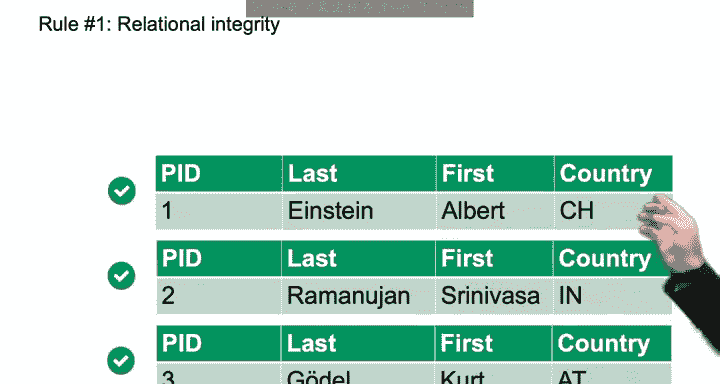 Rule #1: Relational integrity
PID Last First Country
1 Einstein Albert CH
PID Last First Country
2 Ramanujan Srinivasa IN
PID Last First Country
3 Gödel Kurt AT